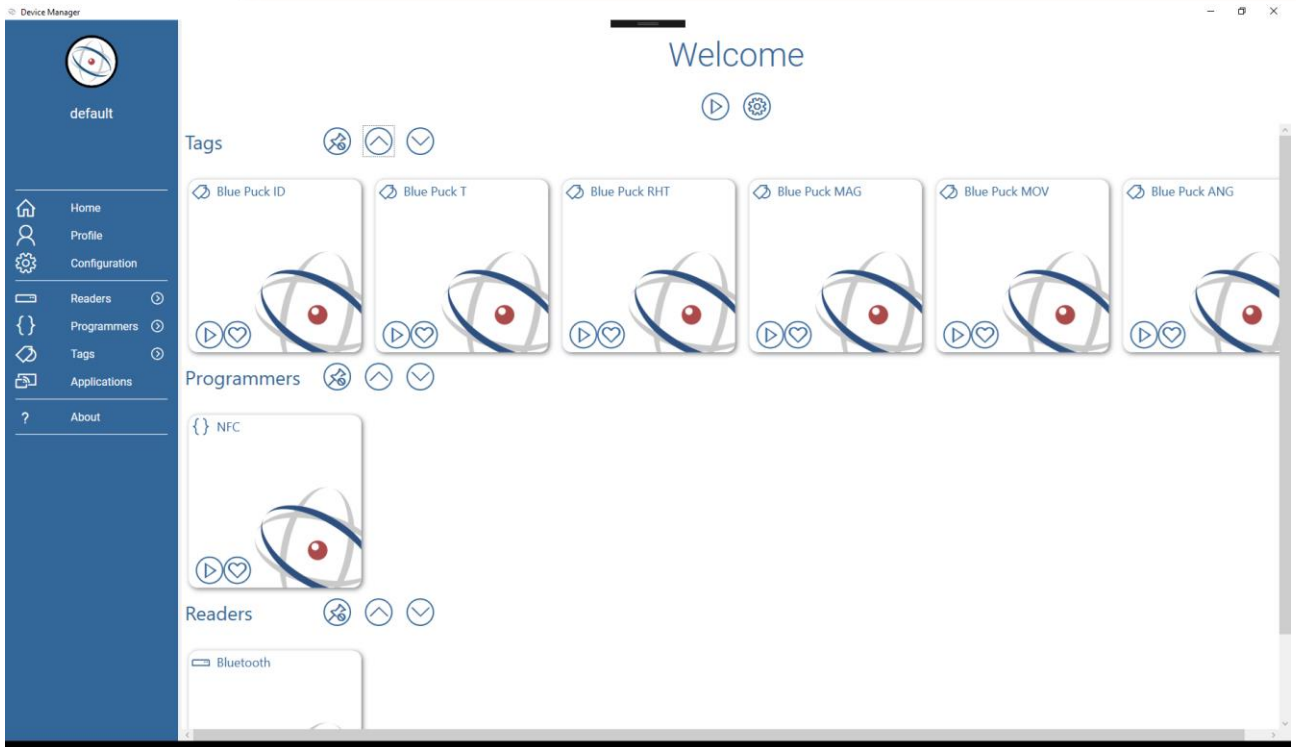 Device Manager
default
Home
Profile
Configuration
Readers
Programmers
Tags
Applications
? About
Welcome
Tags
Blue Puck ID
Blue Puck T
Blue Puck RHT
Blue Puck MAG
Blue Puck MOV
Blue Puck ANG
Programmers
{ } NFC
Readers
Bluetooth